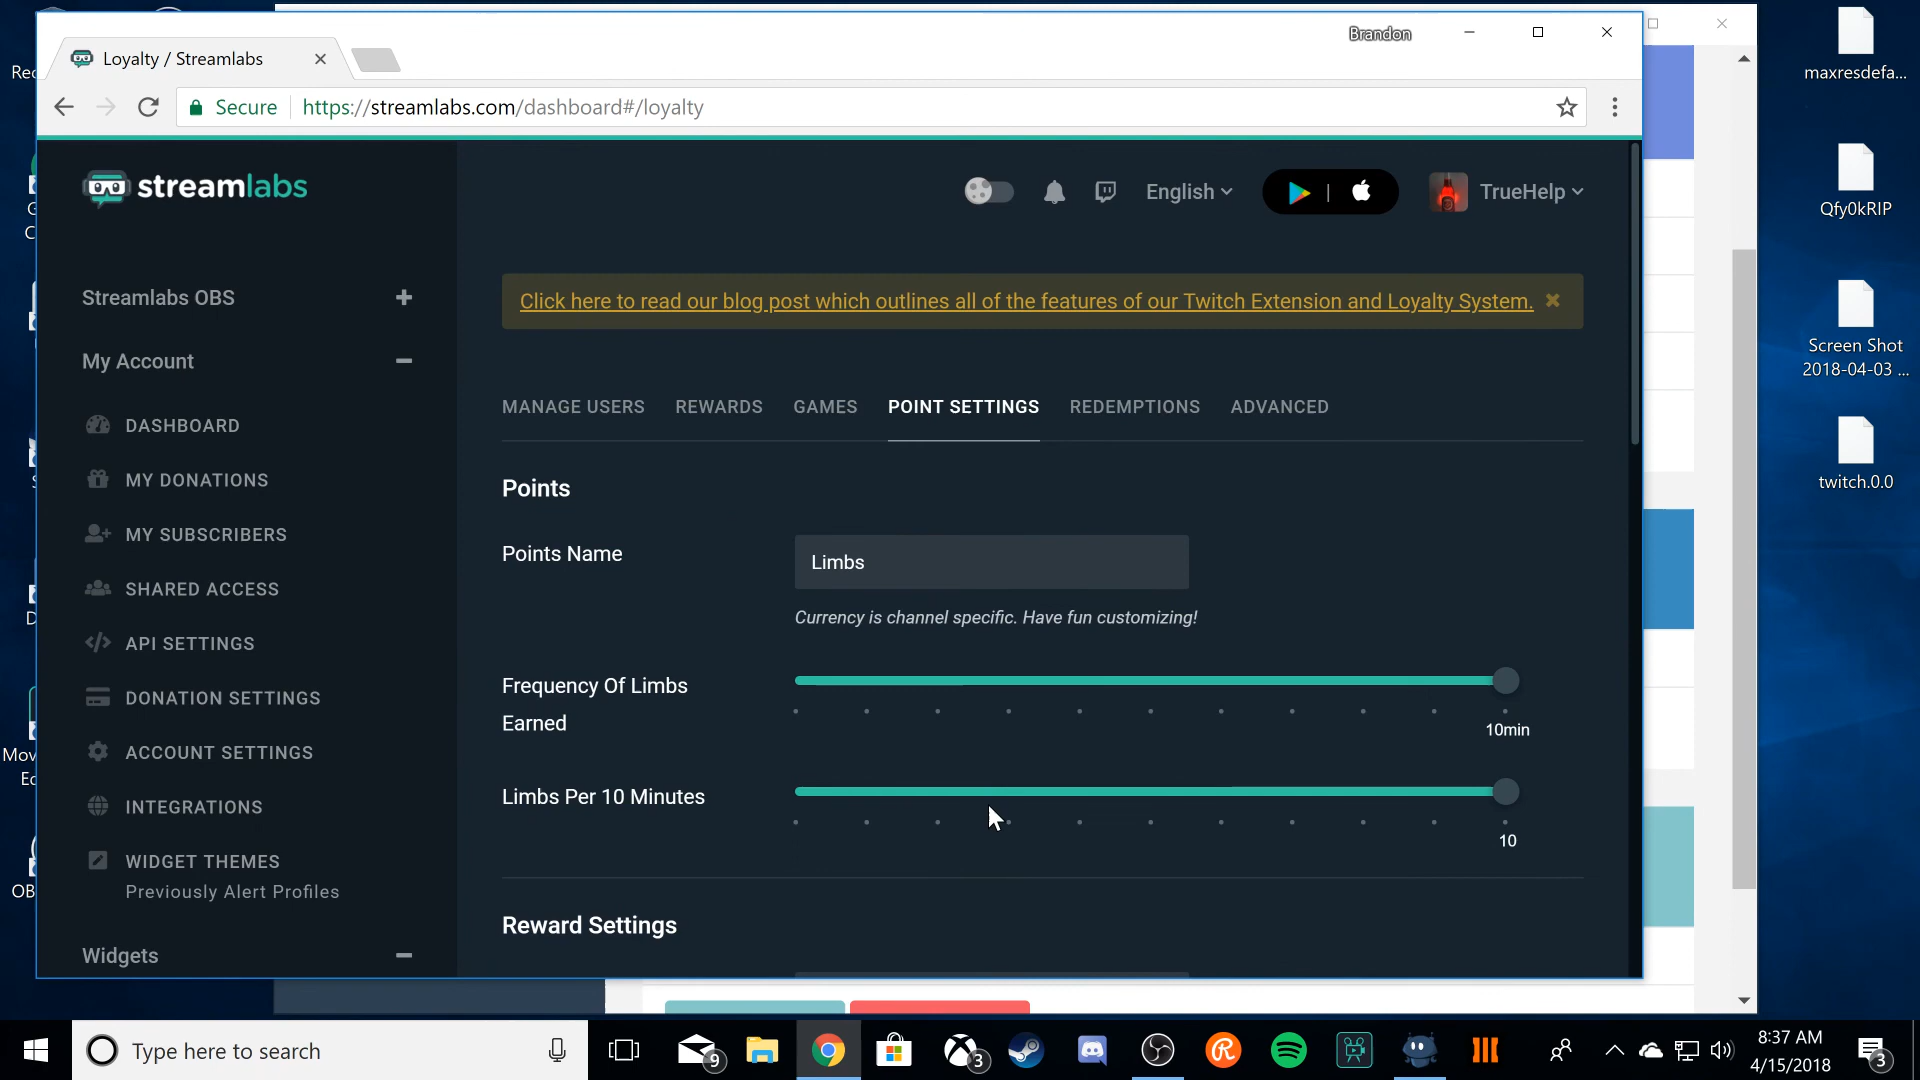 Brandon
Loyalty / Streamlabs
Secure
https://streamlabs.com/dashboard#/loyalty
streamlabs
English
TrueHelp
Streamlabs OBS
My Account
DASHBOARD
MY DONATIONS
MY SUBSCRIBERS
SHARED ACCESS
API SETTINGS
DONATION SETTINGS
ACCOUNT SETTINGS
INTEGRATIONS
WIDGET THEMES
Previously Alert Profiles
Widgets
Click here to read our blog post which outlines all of the features of our Twitch Extension and Loyalty System.
MANAGE USERS
REWARDS
GAMES
POINT SETTINGS
REDEMPTIONS
ADVANCED
Points
Points Name
Limbs
Currency is channel specific. Have fun customizing!
Frequency Of Limbs
Earned
10min
Limbs Per 10 Minutes
10
Reward Settings
maxresdefa...
Qfy0kRIP
Screen Shot
2018-04-03 ...
twitch.0.0
Type here to search
9
3
8:37 AM
4/15/2018
3